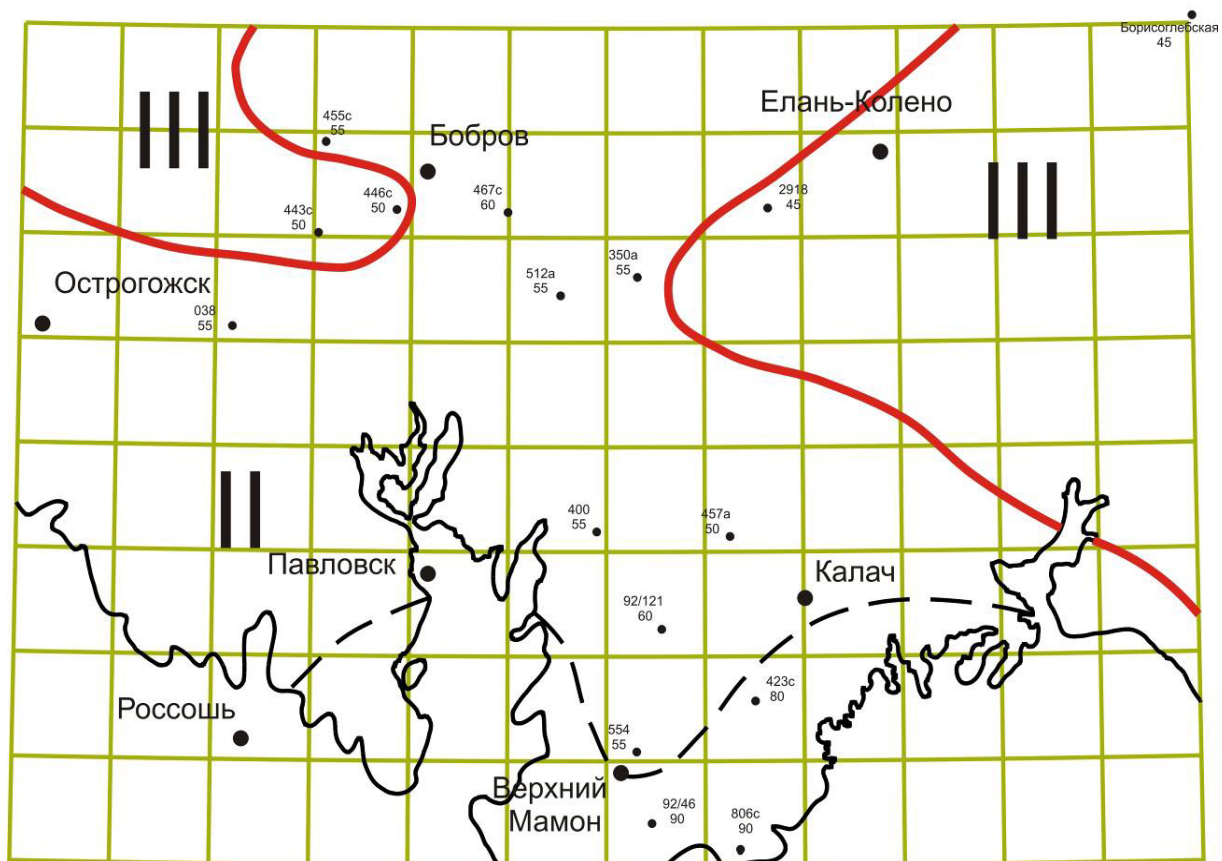 Борисоглебская
45
III
455с
55
Бобров
Елань-Колено
III
446с
50
467с
60
2918
45
443с
50
Острогожск
038
55
512а
55
350а
55
II
400
55
457а
50
Павловск
Калач
92/121
60
Россошь
423с
80
554
55
Верхний
Мамон
92/46
90
806с
90